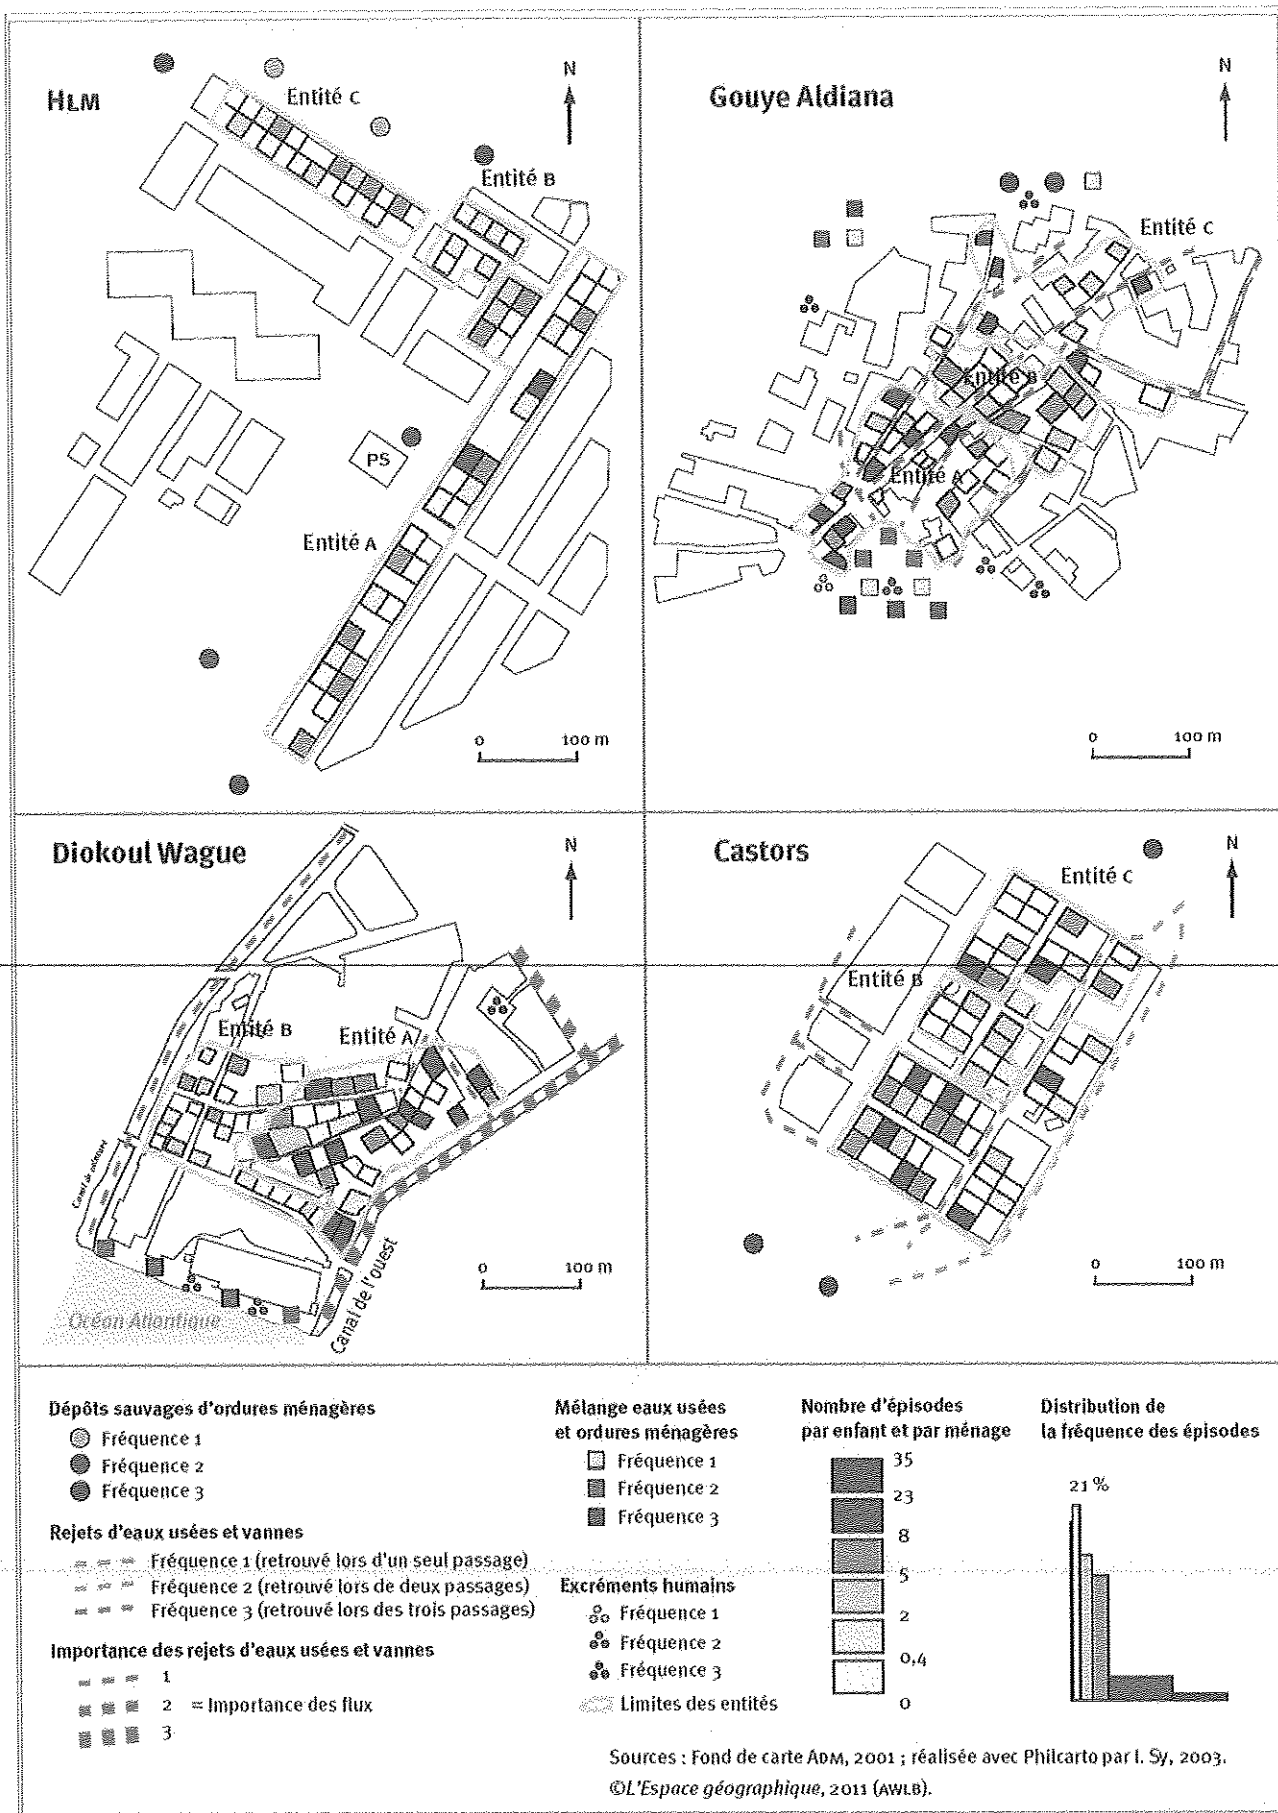 HLM
Entité C
N
Entité B
PS
Entité A
0 100 m
Gouye Aldiana
N
Entité C
Entité B
Entité A
0 100 m
Diokoul Wague
N
Entité B
Entité A
Océan Atlantique
Canal de l'ouest
0 100 m
Castors
N
Entité C
Entité B
0 100 m
Dépôts sauvages d'ordures ménagères
Fréquence 1
Fréquence 2
Fréquence 3
Rejets d'eaux usées et vannes
Fréquence 1 (retrouvé lors d'un seul passage)
Fréquence 2 (retrouvé lors de deux passages)
Fréquence 3 (retrouvé lors des trois passages)
Importance des rejets d'eaux usées et vannes
1
2 = Importance des flux
3
Mélange eaux usées
et ordures ménagères
Fréquence 1
Fréquence 2
Fréquence 3
Excréments humains
Fréquence 1
Fréquence 2
Fréquence 3
Limites des entités
Nombre d'épisodes
par enfant et par ménage
35
23
8
5
2
0,4
0
Distribution de
la fréquence des épisodes
21 %
Sources : Fond de carte ADM, 2001 ; réalisée avec Philcarto par I. Sy, 2003.
©L'Espace géographique, 2011 (AWLB).